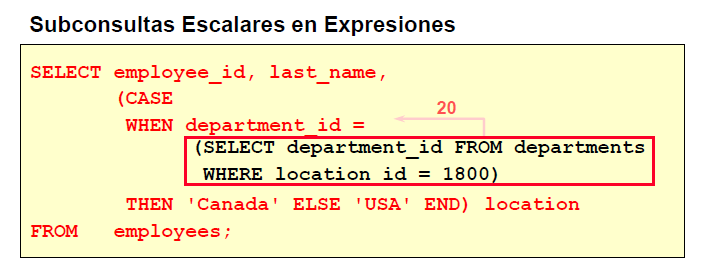 Subconsultas Escalares en Expresiones
SELECT employee_id, last_name,
(CASE
20
WHEN department_id =
(SELECT department_id FROM departments
WHERE location id = 1800)
THEN 'Canada' ELSE 'USA' END) location
FROM employees;